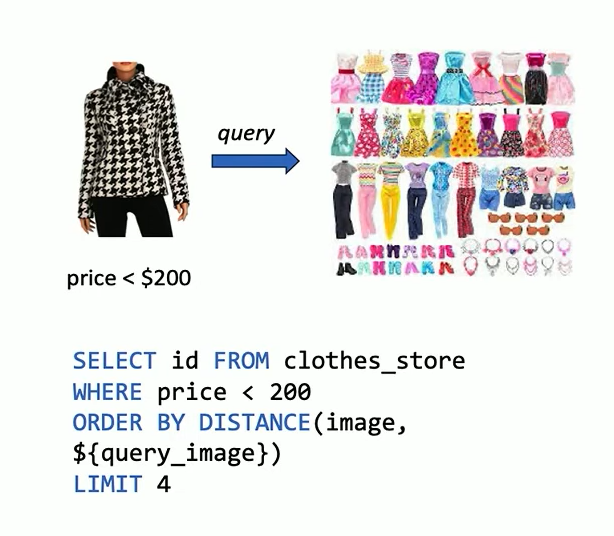 query
price < $200
SELECT id FROM clothes_store
WHERE price < 200
ORDER BY DISTANCE(image,
${query_image})
LIMIT 4